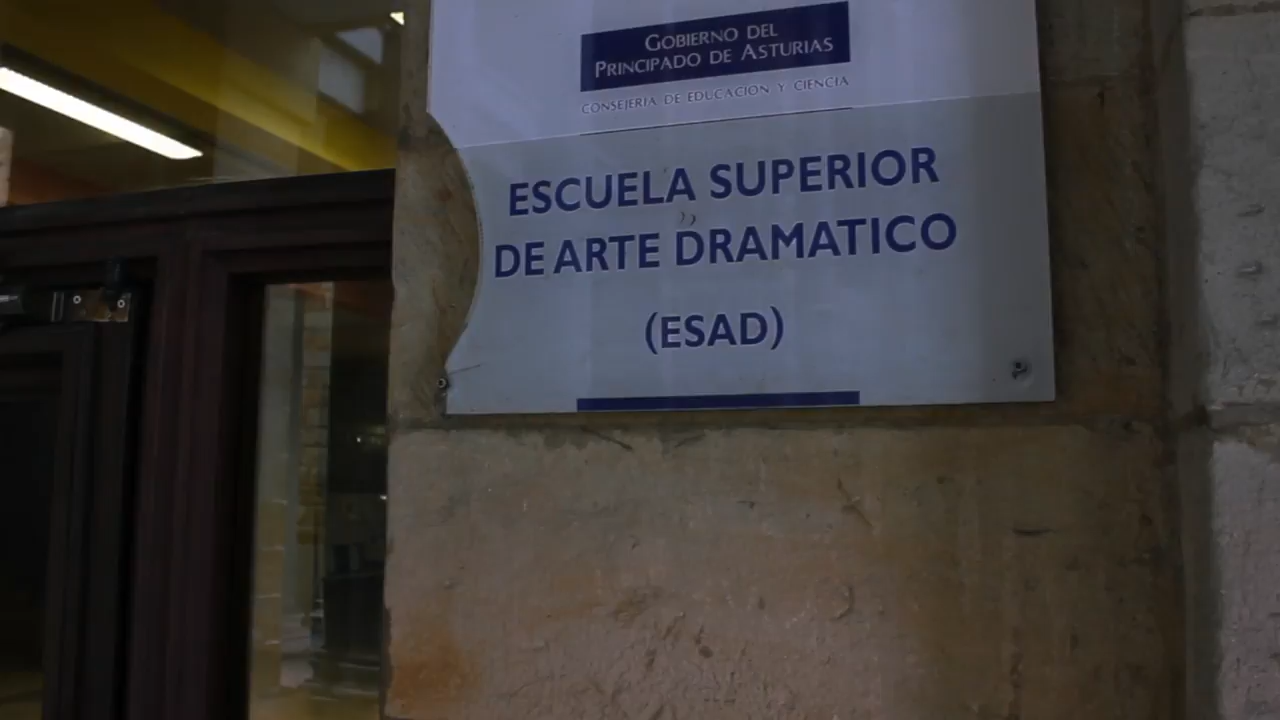 GOBIERNO DEL
PRINCIPADO DE ASTURIAS
CONSEJERIA DE EDUCACION Y CIENCIA
ESCUELA SUPERIOR
DE ARTE DRAMATICO
(ESAD)